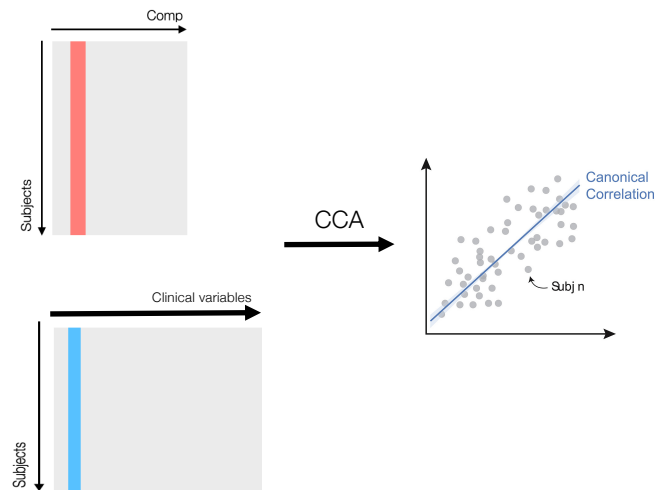 Comp
Subjects
CCA
Canonical
Correlation
Subj n
Clinical variables
Subjects